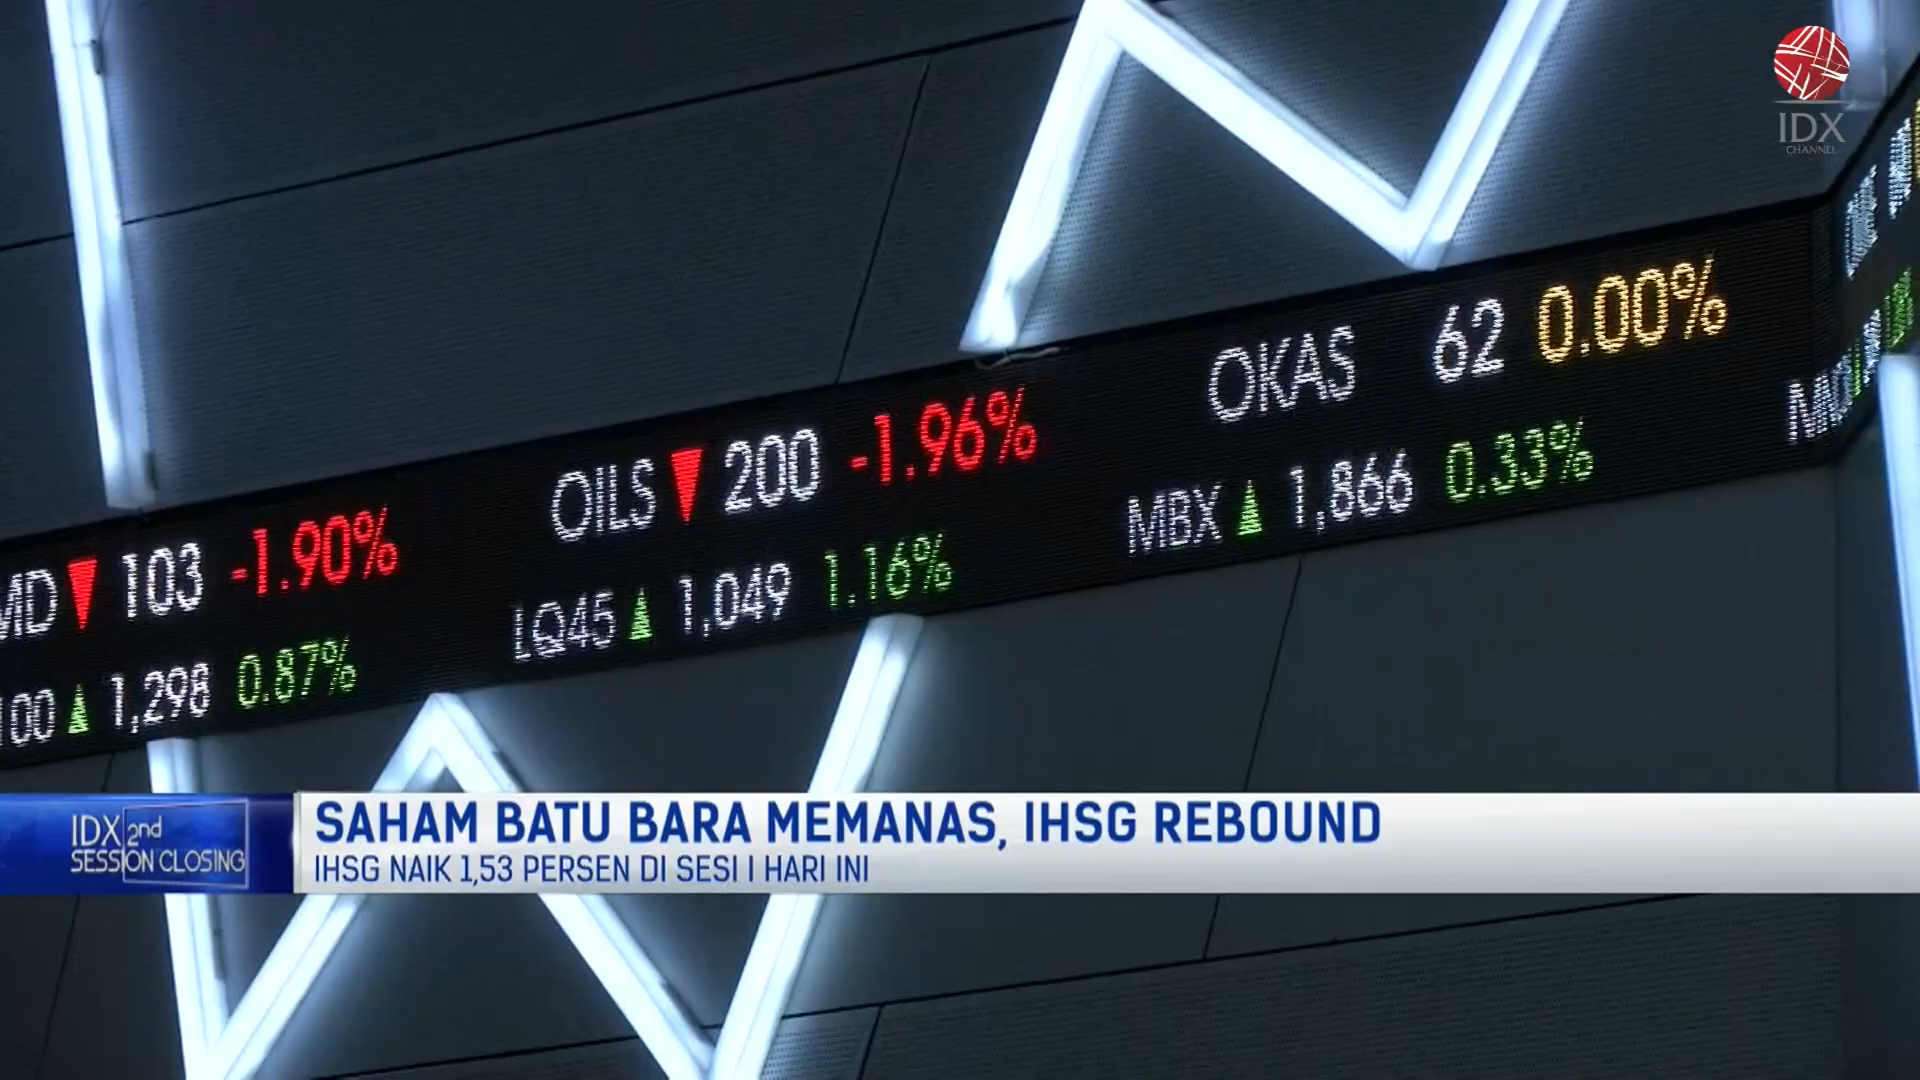 IDX
CHANNEL
OKAS 62 0.00%
OILS ▼ 200 -1.96%
MD ▼ 103 -1.90%
MBX ▲ 1,866 0.33%
LQ45 ▲ 1,049 1.16%
100 ▲ 1,298 0.87%
IDX 2nd
SESSION CLOSING
SAHAM BATU BARA MEMANAS, IHSG REBOUND
IHSG NAIK 1,53 PERSEN DI SESI I HARI INI